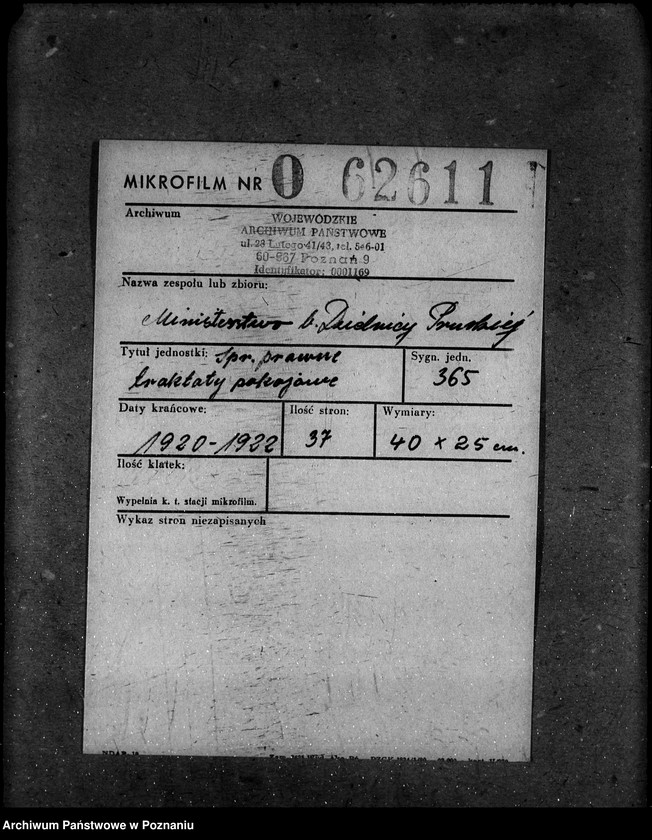 MIKROFILM NR O 62611
Archiwum
WOJEWÓDZKIE
ARCHIWUM PAŃSTWOWE
ul. 23 Lutego 41/43, tel. 546-01
60-967 Poznań 9
Identyfikator: 0001169
Nazwa zespołu lub zbioru:
Ministerstwo b. Dzielnicy Pruskiej
Tytuł jednostki: Spr. prawne
traktaty pokojowe
Sygn. jedn.
365
Daty krańcowe:
1920-1922
Ilość stron:
37
Wymiary:
40 x 25 cm.
Ilość klatek:
Wypełnia k. t. stacji mikrofilm.
Wykaz stron niezapisanych
Archiwum Państwowe w Poznaniu